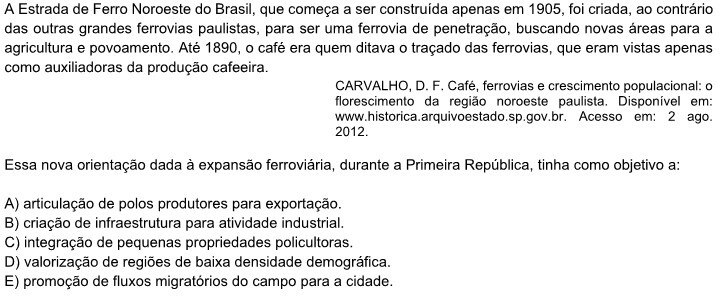 A Estrada de Ferro Noroeste do Brasil, que começa a ser construída apenas em 1905, foi criada, ao contrário
das outras grandes ferrovias paulistas, para ser uma ferrovia de penetração, buscando novas áreas para a
agricultura e povoamento. Até 1890, o café era quem ditava o traçado das ferrovias, que eram vistas apenas
como auxiliadoras da produção cafeeira.
CARVALHO, D. F. Café, ferrovias e crescimento populacional: o
florescimento da região noroeste paulista. Disponível em:
www.historica.arquivoestado.sp.gov.br. Acesso em: 2 ago.
2012.
Essa nova orientação dada à expansão ferroviária, durante a Primeira República, tinha como objetivo a:
A) articulação de polos produtores para exportação.
B) criação de infraestrutura para atividade industrial.
C) integração de pequenas propriedades policultoras.
D) valorização de regiões de baixa densidade demográfica.
E) promoção de fluxos migratórios do campo para a cidade.